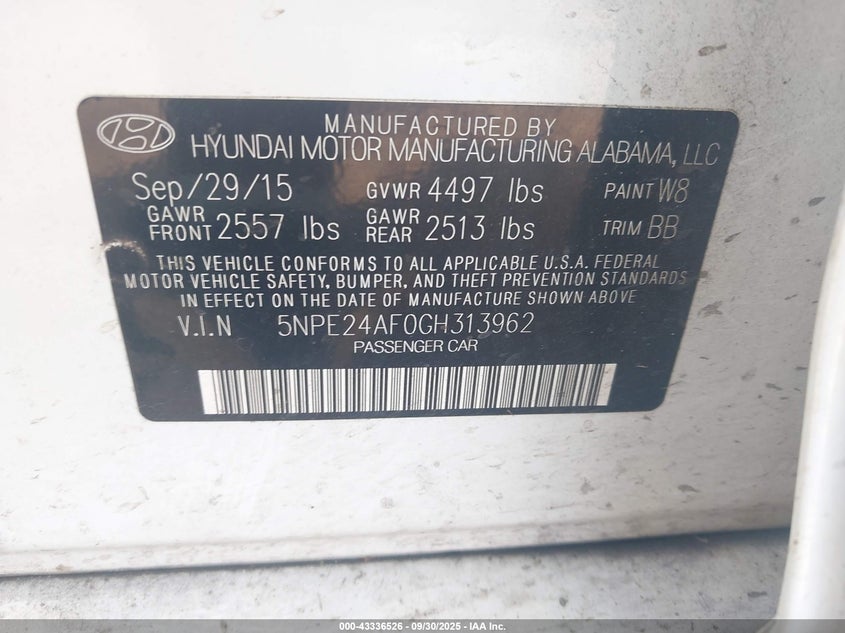 MANUFACTURED BY
HYUNDAI MOTOR MANUFACTURING ALABAMA, LLC
Sep/29/15 GVWR 4497 lbs PAINT W8
GAWR FRONT 2557 lbs GAWR REAR 2513 lbs TRIM BB
THIS VEHICLE CONFORMS TO ALL APPLICABLE U.S.A. FEDERAL
MOTOR VEHICLE SAFETY, BUMPER, AND THEFT PREVENTION STANDARDS
IN EFFECT ON THE DATE OF MANUFACTURE SHOWN ABOVE
V.I.N 5NPE24AF0GH313962
PASSENGER CAR
000-43336526 - 09/30/2025 - IAA Inc.